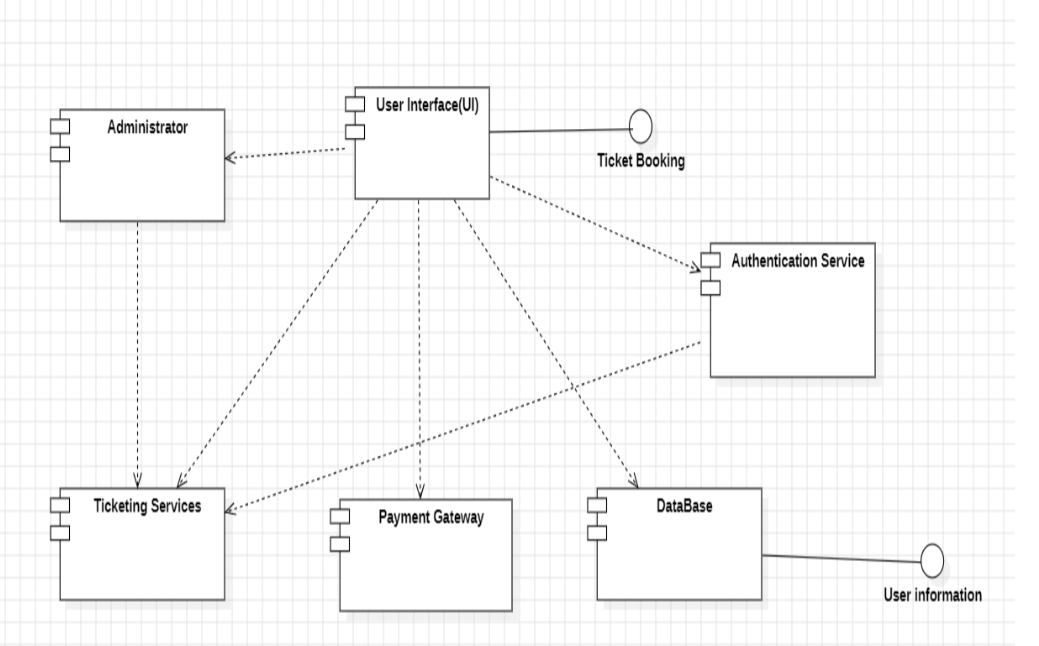 User Interface(UI)
Administrator
Ticket Booking
Authentication Service
Ticketing Services
Payment Gateway
DataBase
User information